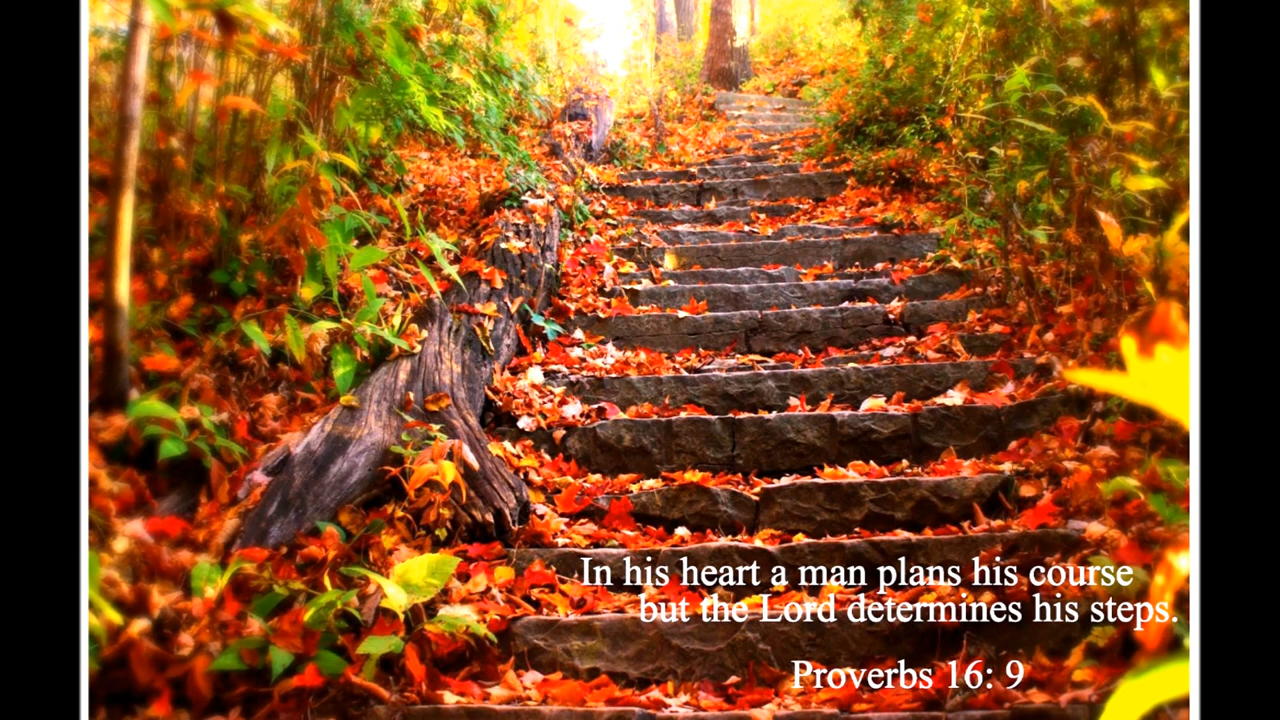 In his heart a man plans his course
but the Lord determines his steps.
Proverbs 16: 9